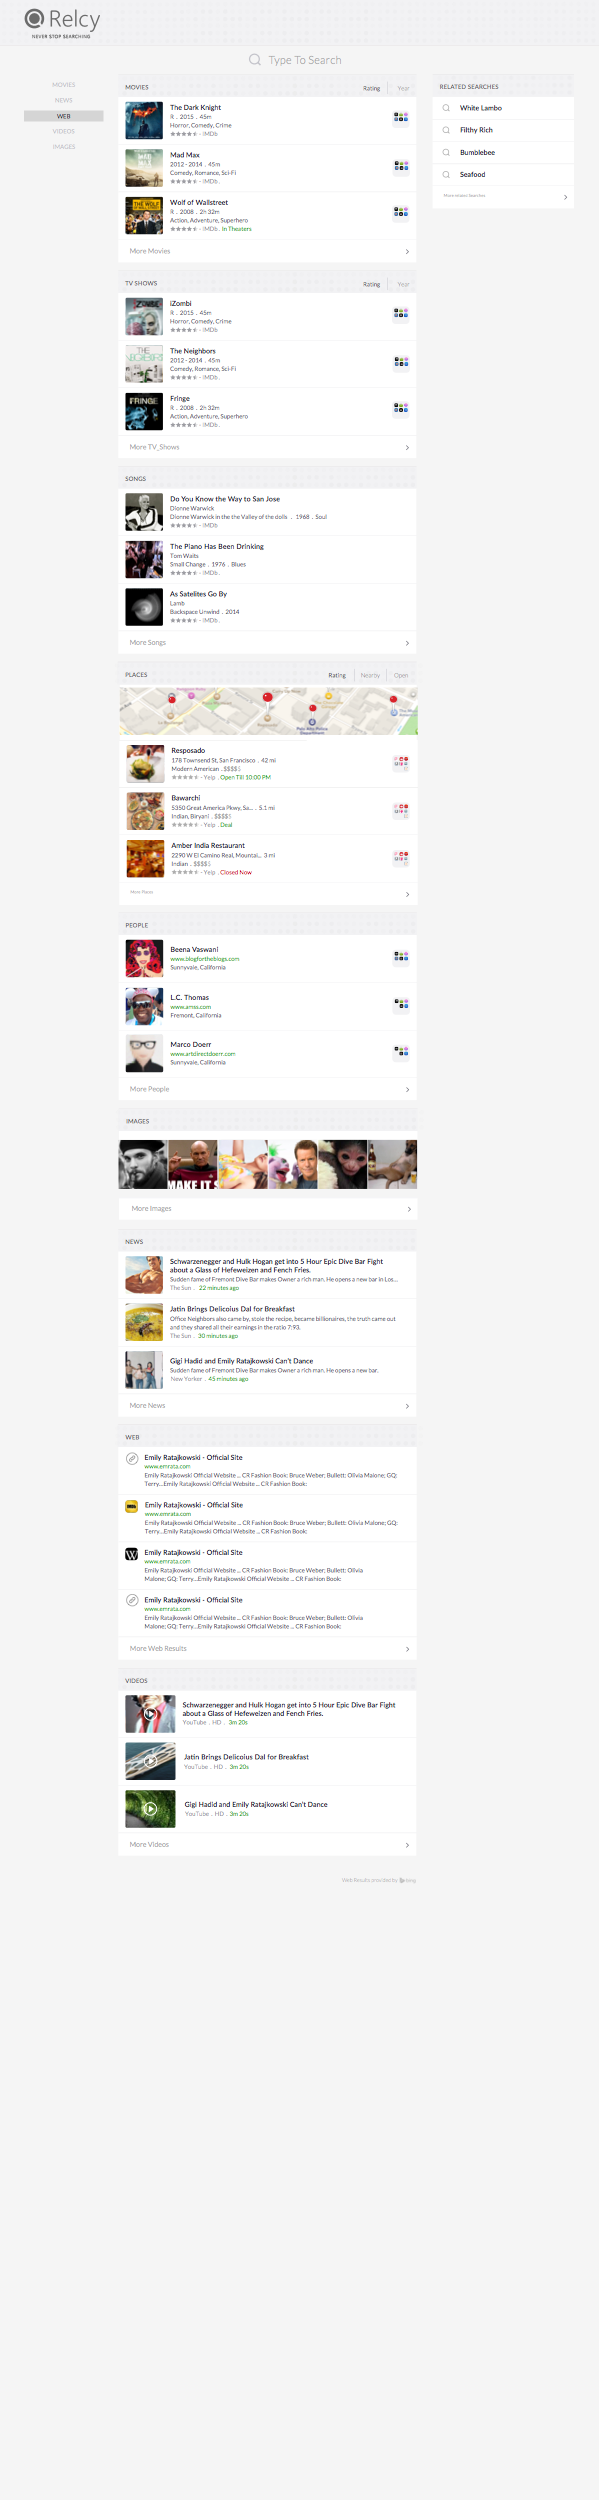 Relcy
NEVER STOP SEARCHING
Type To Search
MOVIES
NEWS
WEB
VIDEOS
IMAGES
MOVIES
Rating
Year
The Dark Knight
R . 2015 . 45m
Horror, Comedy, Crime
- IMDb
Mad Max
2012 - 2014 . 45m
Comedy, Romance, Sci-Fi
- IMDb.
Wolf of Wallstreet
R . 2008 . 2h 32m
Action, Adventure, Superhero
- IMDb . In Theaters
More Movies
TV SHOWS
Rating
Year
iZombi
R . 2015 . 45m
Horror, Comedy, Crime
- IMDb
The Neighbors
2012 - 2014 . 45m
Comedy, Romance, Sci-Fi
- IMDb.
Fringe
R . 2008 . 2h 32m
Action, Adventure, Superhero
- IMDb.
More TV_Shows
SONGS
Do You Know the Way to San Jose
Dionne Warwick
Dionne Warwick in the the Valley of the dolls . 1968 . Soul
- IMDb
The Piano Has Been Drinking
Tom Waits
Small Change . 1976 . Blues
- IMDb.
As Satelites Go By
Lamb
Backspace Unwind . 2014
- IMDb.
More Songs
PLACES
Rating
Nearby
Open
Resposado
178 Townsend St, San Francisco . 42 mi
Modern American . $$$$$
- Yelp . Open Till 10:00 PM
Bawarchi
5350 Great America Pkwy, Sa... . 5.1 mi
Indian, Biryani . $$$$$
- Yelp . Deal
Amber India Restaurant
2290 W El Camino Real, Mountai... 3 mi
Indian . $$$$$
- Yelp . Closed Now
More Places
PEOPLE
Beena Vaswani
www.blogfortheblogs.com
Sunnyvale, California
L.C. Thomas
www.amss.com
Fremont, California
Marco Doerr
www.artdirectdoerr.com
Sunnyvale, California
More People
IMAGES
MAKE IT S
More Images
NEWS
Schwarzenegger and Hulk Hogan get into 5 Hour Epic Dive Bar Fight
about a Glass of Hefeweizen and Fench Fries.
Sudden fame of Fremont Dive Bar makes Owner a rich man. He opens a new bar in Los...
The Sun . 22 minutes ago
Jatin Brings Delicoius Dal for Breakfast
Office Neighbors also came by, stole the recipe, became billionaires, the truth came out
and they shared all their earnings in the ratio 7:93.
The Sun . 30 minutes ago
Gigi Hadid and Emily Ratajkowski Can't Dance
Sudden fame of Fremont Dive Bar makes Owner a rich man. He opens a new bar.
New Yorker . 45 minutes ago
More News
WEB
Emily Ratajkowski - Official Site
www.emrata.com
Emily Ratajkowski Official Website ... CR Fashion Book: Bruce Weber; Bullett: Olivia Malone; GQ:
Terry...Emily Ratajkowski Official Website ... CR Fashion Book:
Emily Ratajkowski - Official Site
www.emrata.com
Emily Ratajkowski Official Website ... CR Fashion Book: Bruce Weber; Bullett: Olivia Malone; GQ:
Terry...Emily Ratajkowski Official Website ... CR Fashion Book:
Emily Ratajkowski - Official Site
www.emrata.com
Emily Ratajkowski Official Website ... CR Fashion Book: Bruce Weber; Bullett: Olivia
Malone; GQ: Terry...Emily Ratajkowski Official Website ... CR Fashion Book:
Emily Ratajkowski - Official Site
www.emrata.com
Emily Ratajkowski Official Website ... CR Fashion Book: Bruce Weber; Bullett: Olivia
Malone; GQ: Terry...Emily Ratajkowski Official Website ... CR Fashion Book:
More Web Results
VIDEOS
Schwarzenegger and Hulk Hogan get into 5 Hour Epic Dive Bar Fight
about a Glass of Hefeweizen and Fench Fries.
YouTube . HD . 3m 20s
Jatin Brings Delicoius Dal for Breakfast
YouTube . HD . 3m 20s
Gigi Hadid and Emily Ratajkowski Can't Dance
YouTube . HD . 3m 20s
More Videos
Web Results provided by bing
RELATED SEARCHES
White Lambo
Filthy Rich
Bumblebee
Seafood